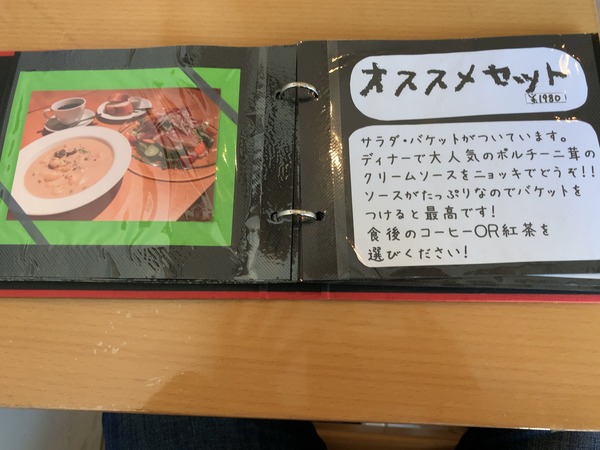 オススメセット
¥1980
サラダ・バケットがついています。
ディナーで大人気のポルチーニ茸の
クリームソースをニョッキでどうぞ!!
ソースがたっぷりなのでバケットを
つけると最高です!
食後のコーヒーOR紅茶を
選びください!